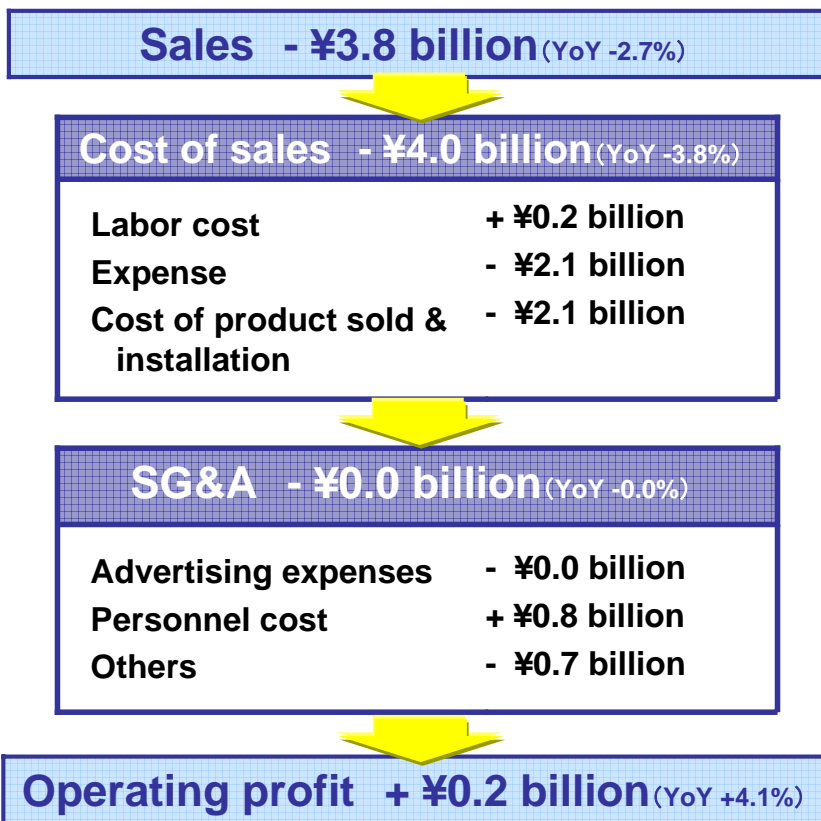 Sales - ¥3.8 billion(YoY -2.7%)
Cost of sales - ¥4.0 billion(YoY -3.8%)
Labor cost + ¥0.2 billion
Expense - ¥2.1 billion
Cost of product sold & - ¥2.1 billion
installation
SG&A - ¥0.0 billion(YoY -0.0%)
Advertising expenses - ¥0.0 billion
Personnel cost + ¥0.8 billion
Others - ¥0.7 billion
Operating profit + ¥0.2 billion(YoY +4.1%)